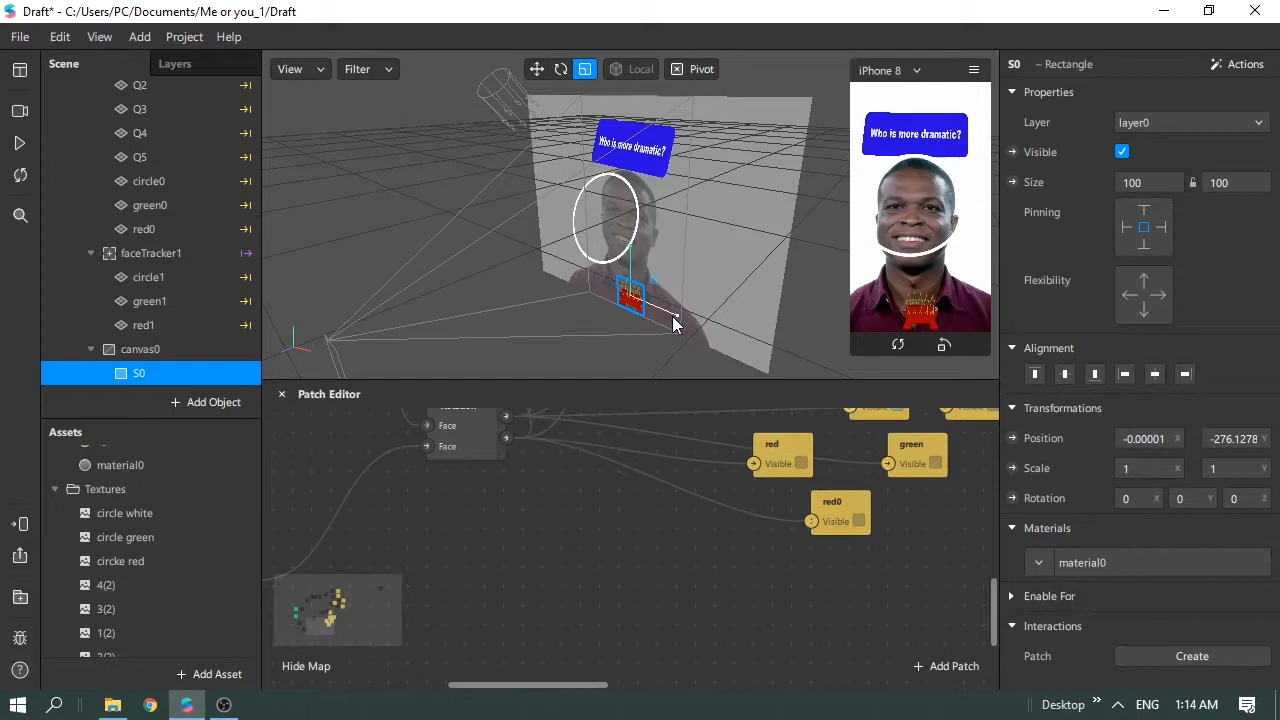 Draft* - C:/Users/PC/Documents/Me or you_1/Draft
File Edit View Add Project Help
Scene Layers
Q2
Q3
Q4
Q5
circle0
green0
red0
faceTracker1
circle1
green1
red1
canvas0
S0
Add Object
Assets
material0
Textures
circle white
circle green
circke red
4(2)
3(2)
1(2)
Add Asset
View Filter Local Pivot
Who is more dramatic?
iPhone 8
Who is more dramatic?
Patch Editor
Face
Face
Visible
Visible
red
Visible
green
Visible
red0
Visible
Hide Map
Add Patch
S0 – Rectangle Actions
Properties
Layer layer0
Visible
Size 100 100
Pinning
Flexibility
Alignment
Transformations
Position -0.00001 X -276.1278 Y
Scale 1 X 1 Y
Rotation 0 X 0 Y 0 Z
Materials
material0
Enable For
Interactions
Patch Create
Desktop ENG 1:14 AM